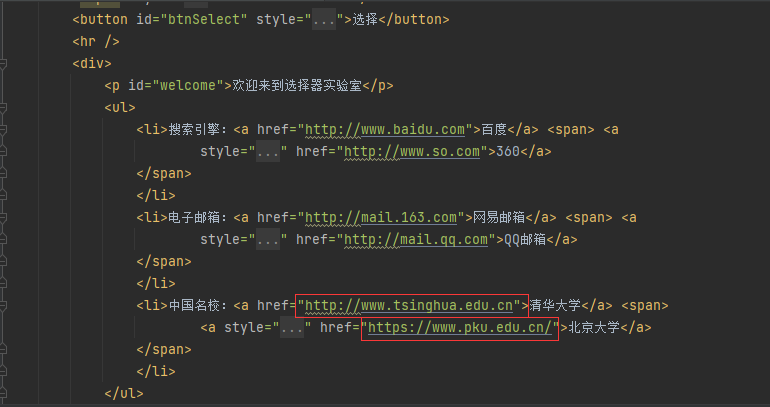 <button id="btnSelect" style="...">选择</button>
<hr />
<div>
<p id="welcome">欢迎来到选择器实验室</p>
<ul>
<li>搜索引擎：<a href="http://www.baidu.com">百度</a> <span> <a
style="..." href="http://www.so.com">360</a>
</span>
</li>
<li>电子邮箱：<a href="http://mail.163.com">网易邮箱</a> <span> <a
style="..." href="http://mail.qq.com">QQ邮箱</a>
</span>
</li>
<li>中国名校：<a href="http://www.tsinghua.edu.cn">清华大学</a> <span>
<a style="..." href="https://www.pku.edu.cn/">北京大学</a>
</span>
</li>
</ul>